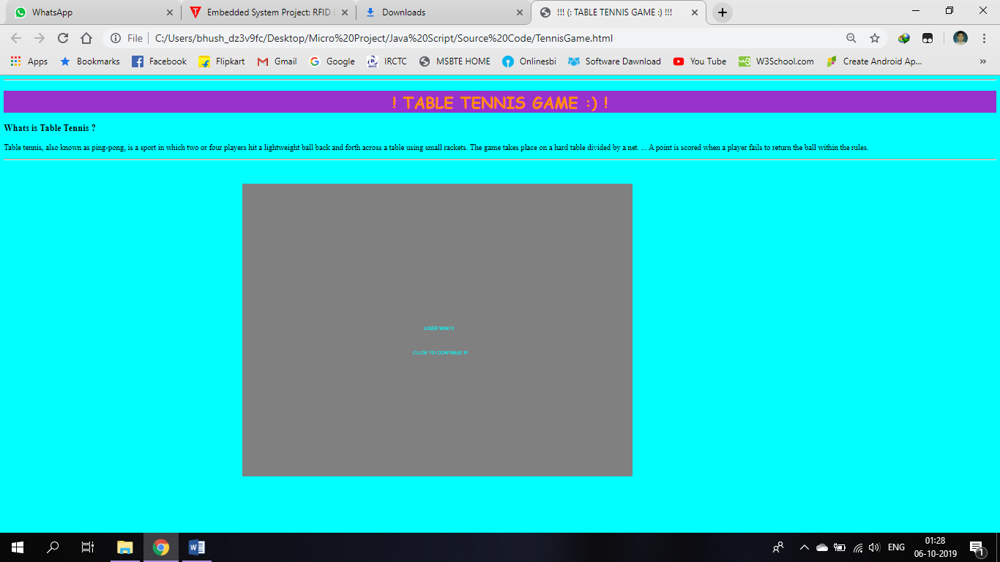 WhatsApp
Embedded System Project: RFID
Downloads
!!! (: TABLE TENNIS GAME :) !!!
File
C:/Users/bhush_dz3v9fc/Desktop/Micro%20Project/Java%20Script/Source%20Code/TennisGame.html
Apps Bookmarks Facebook Flipkart Gmail Google IRCTC MSBTE HOME Onlinesbi Software Dawnload You Tube W3School.com Create Android Ap... »
! TABLE TENNIS GAME :) !
Whats is Table Tennis ?
Table tennis, also known as ping-pong, is a sport in which two or four players hit a lightweight ball back and forth across a table using small rackets. The game takes place on a hard table divided by a net. ... A point is scored when a player fails to return the ball within the rules.
USER WIN !!!
CLICK TO CONTINUE !!!
ENG
01:28
06-10-2019
1